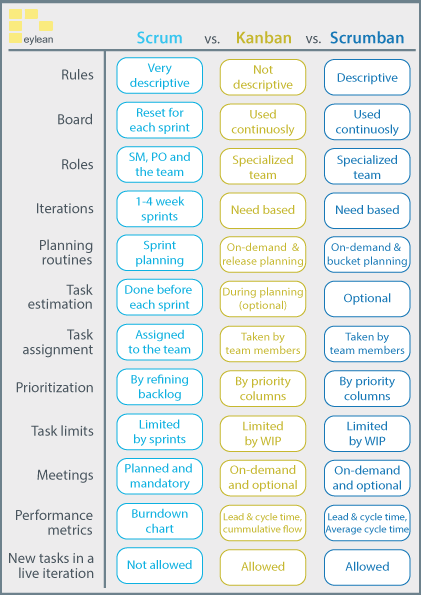 eylean
Scrum vs. Kanban vs. Scrumban
Rules
Very
descriptive
Not
descriptive
Descriptive
Board
Reset for
each sprint
Used
continuosly
Used
continuosly
Roles
SM, PO and
the team
Specialized
team
Specialized
team
Iterations
1-4 week
sprints
Need based
Need based
Planning
routines
Sprint
planning
On-demand &
release planning
On-demand &
bucket planning
Task
estimation
Done before
each sprint
During planning
(optional)
Optional
Task
assignment
Assigned
to the team
Taken by
team members
Taken by
team members
Prioritization
By refining
backlog
By priority
columns
By priority
columns
Task limits
Limited
by sprints
Limited
by WIP
Limited
by WIP
Meetings
Planned and
mandatory
On-demand
and optional
On-demand
and optional
Performance
metrics
Burndown
chart
Lead & cycle time,
cummulative flow
Lead & cycle time,
Average cycle time
New tasks in a
live iteration
Not allowed
Allowed
Allowed